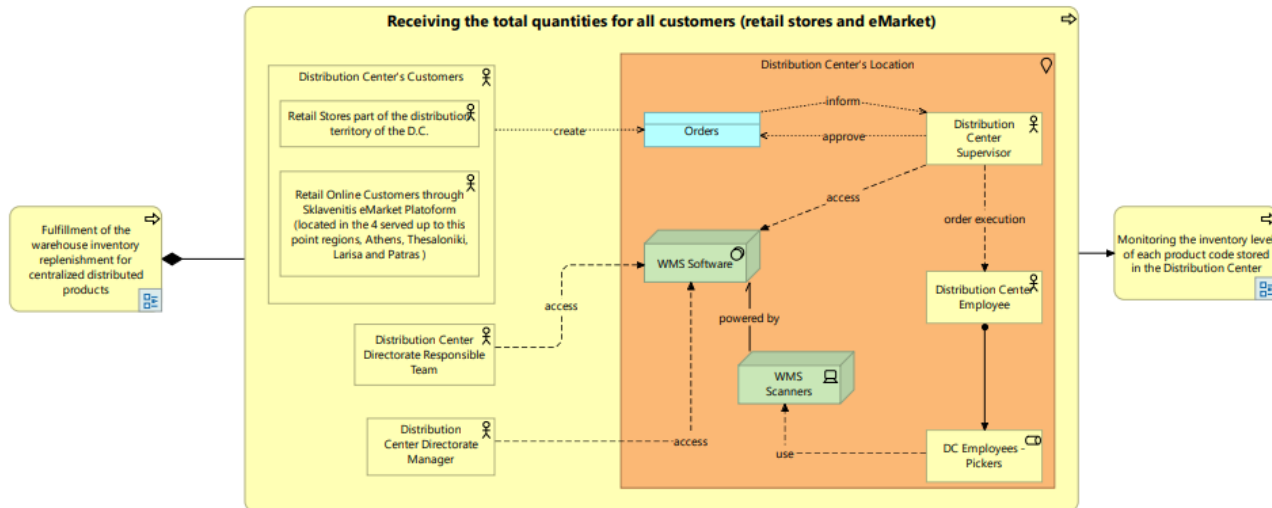 Receiving the total quantities for all customers (retail stores and eMarket)
Distribution Center's Customers
Retail Stores part of the distribution
territory of the D.C.
Retail Online Customers through
Sklavenitis eMarket Platoform
(located in the 4 served up to this
point regions, Athens, Thesaloniki,
Larisa and Patras )
Distribution Center
Directorate Responsible
Team
Distribution
Center Directorate
Manager
create
access
access
Distribution Center's Location
Orders
inform
approve
Distribution
Center
Supervisor
access
order execution
WMS Software
powered by
WMS
Scanners
Distribution Center
Employee
use
DC Employees -
Pickers
Fulfillment of the
warehouse inventory
replenishment for
centralized distributed
products
Monitoring the inventory level
of each product code stored
in the Distribution Center